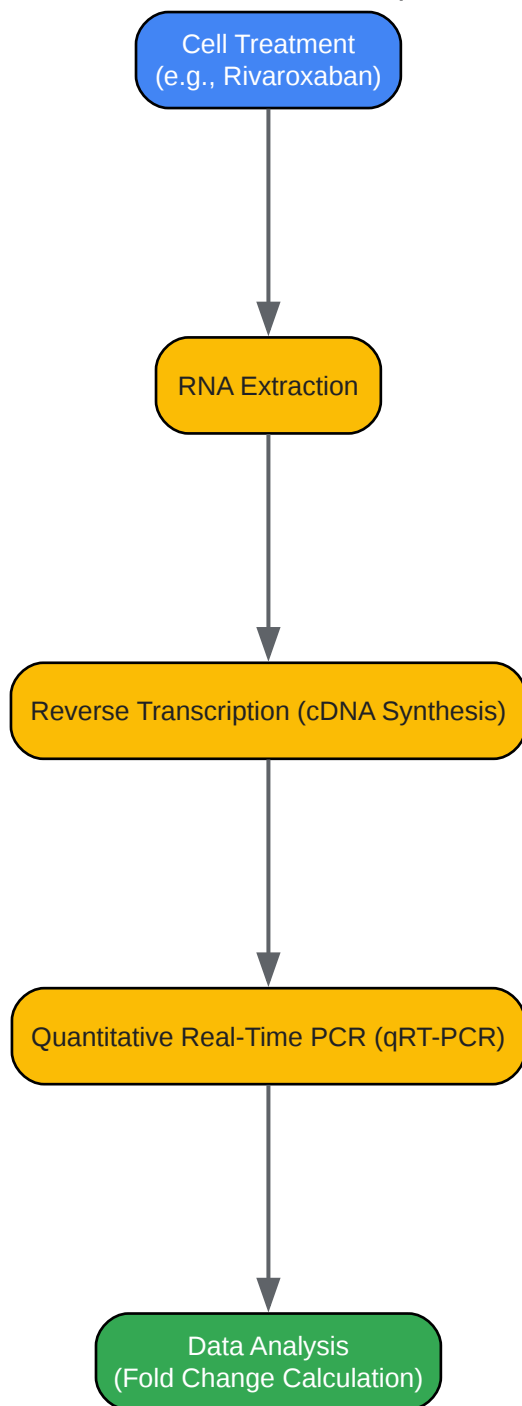 Cell Treatment
(e.g., Rivaroxaban)
RNA Extraction
Reverse Transcription (cDNA Synthesis)
Quantitative Real-Time PCR (qRT-PCR)
Data Analysis
(Fold Change Calculation)